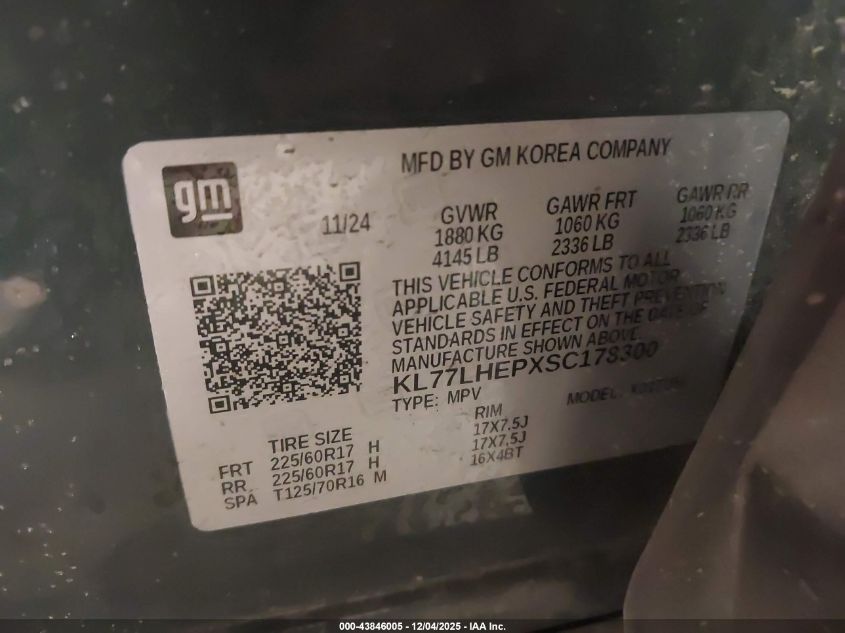 gm
MFD BY GM KOREA COMPANY
11/24
GVWR
1880 KG
4145 LB
GAWR FRT
1060 KG
2336 LB
GAWR RR
1060 KG
2336 LB
THIS VEHICLE CONFORMS TO ALL
APPLICABLE U.S. FEDERAL MOTOR
VEHICLE SAFETY AND THEFT PREVENTION
STANDARDS IN EFFECT ON THE DATE OF
MANUFACTURE SHOWN ABOVE.
KL77LHEPXSC178300
TYPE: MPV
MODEL:
TIRE SIZE
RIM
FRT 225/60R17 H 17X7.5J
RR 225/60R17 H 17X7.5J
SPA T125/70R16 M 16X4BT
000-43846005 - 12/04/2025 - IAA Inc.